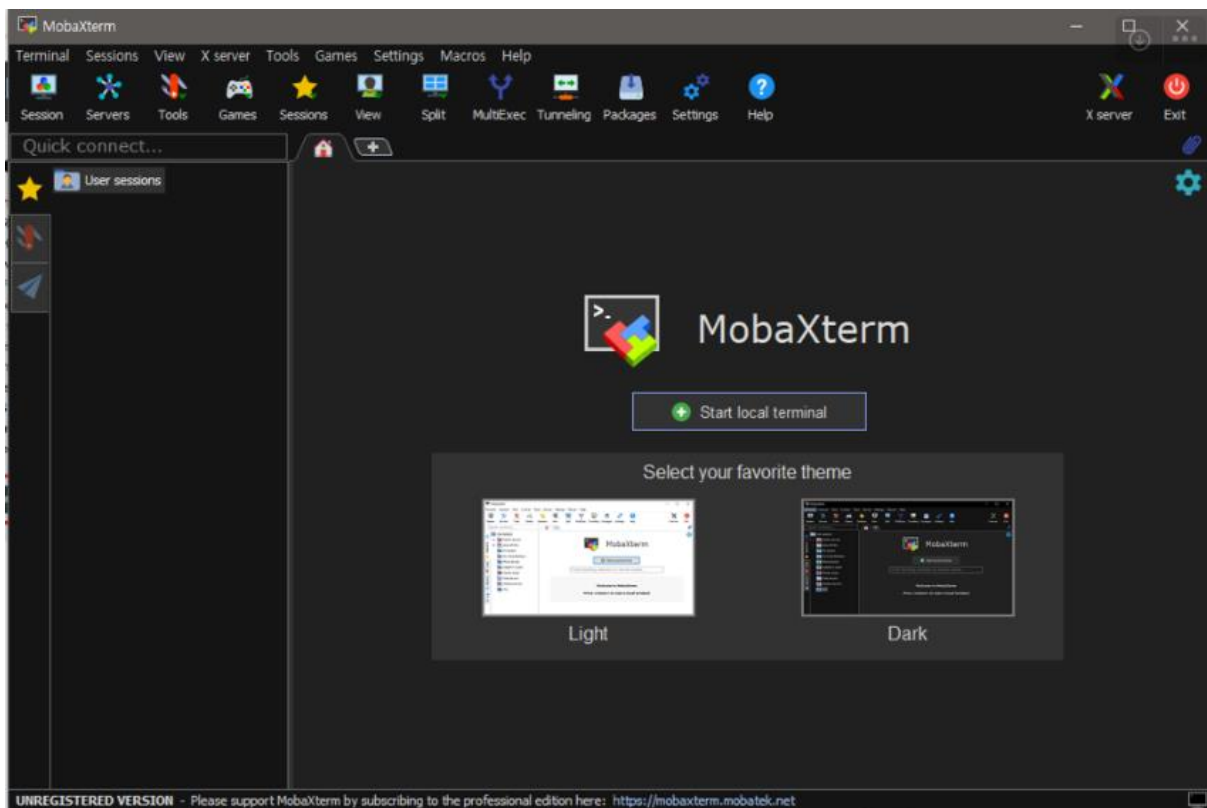 MobaXterm
Terminal Sessions View X server Tools Games Settings Macros Help
Session Servers Tools Games Sessions View Split MultiExec Tunneling Packages Settings Help X server Exit
Quick connect...
User sessions
>_
MobaXterm
Start local terminal
Select your favorite theme
MobaXterm
MobaXterm
Light Dark
UNREGISTERED VERSION - Please support MobaXterm by subscribing to the professional edition here: https://mobaxterm.mobatek.net